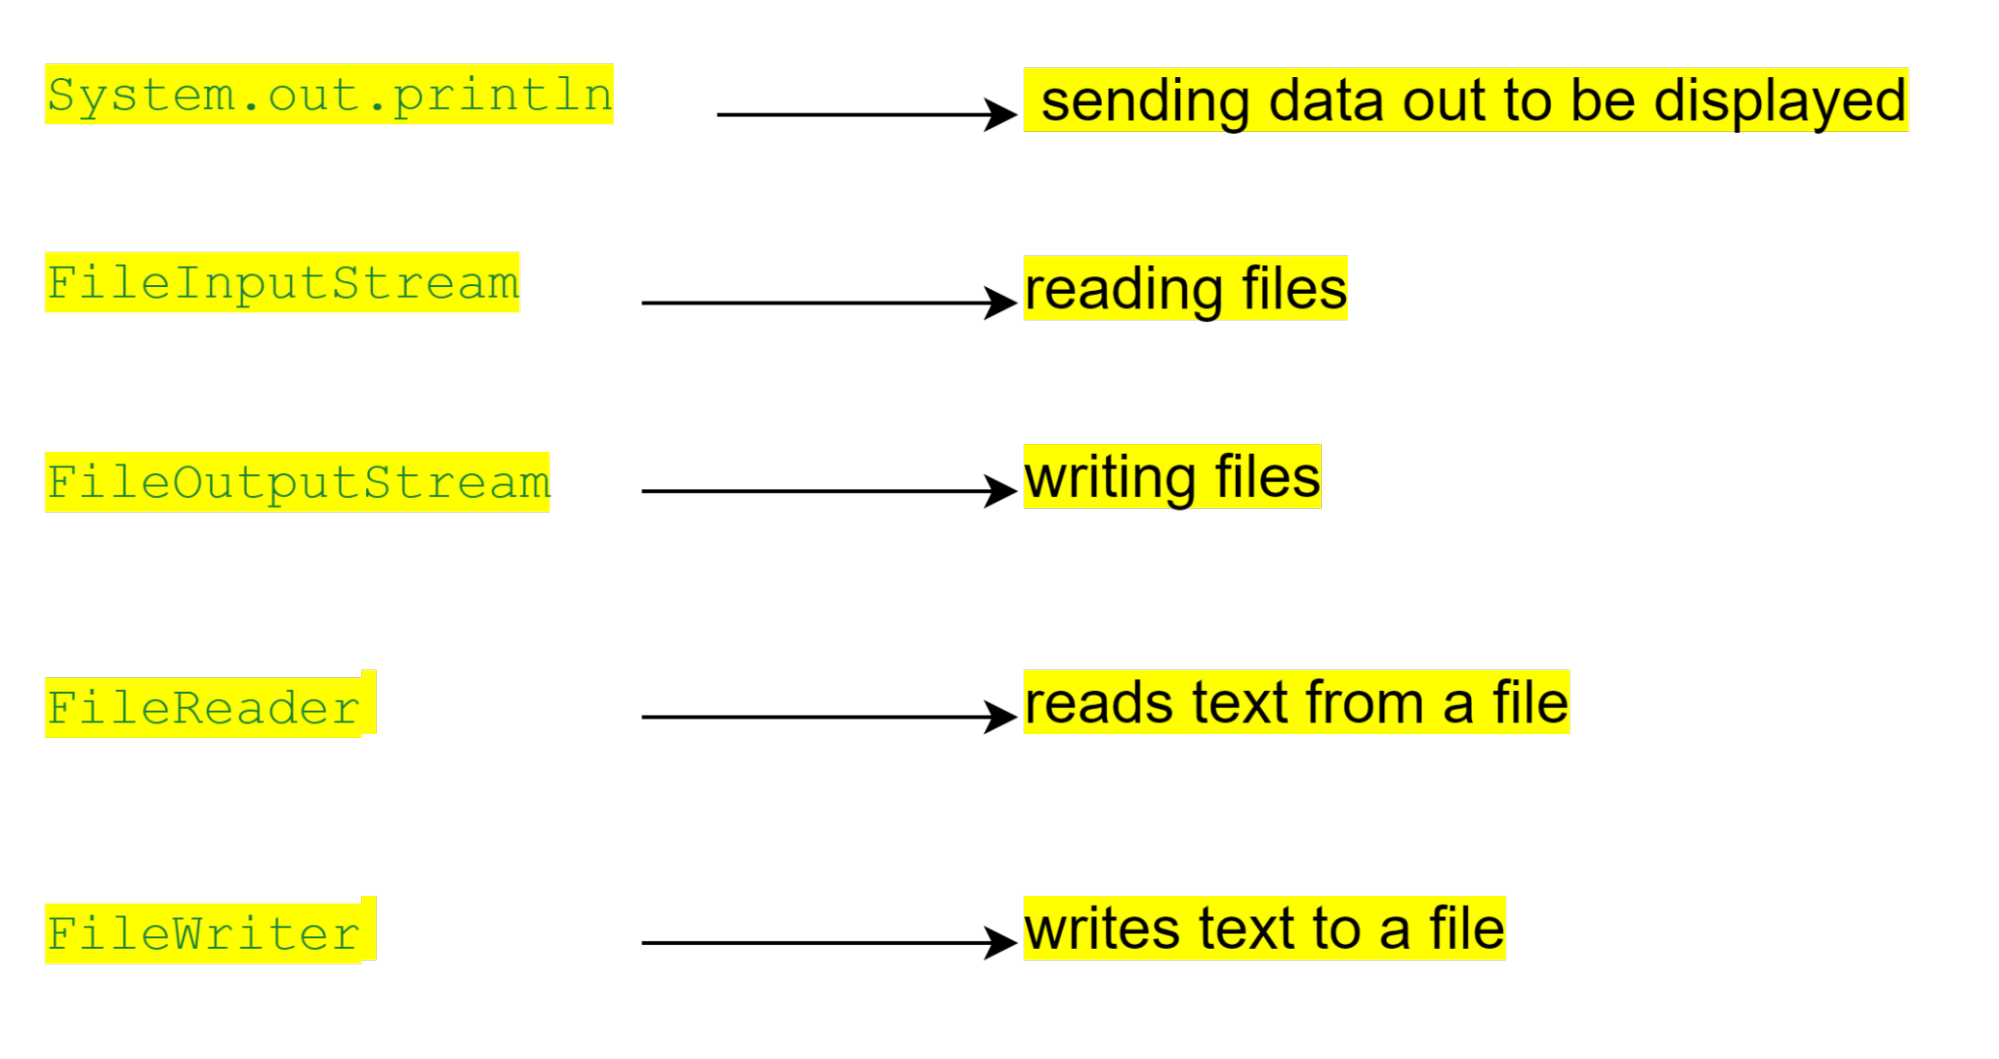 System.out.println sending data out to be displayed
FileInputStream reading files
FileOutputStream writing files
FileReader reads text from a file
FileWriter writes text to a file